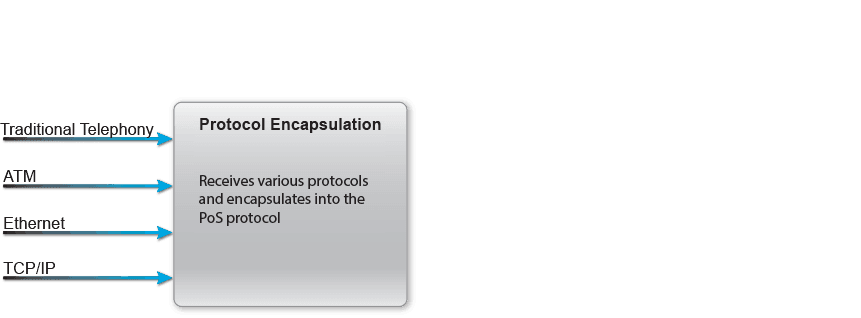 Traditional Telephony
ATM
Ethernet
TCP/IP
Protocol Encapsulation
Receives various protocols
and encapsulates into the
PoS protocol